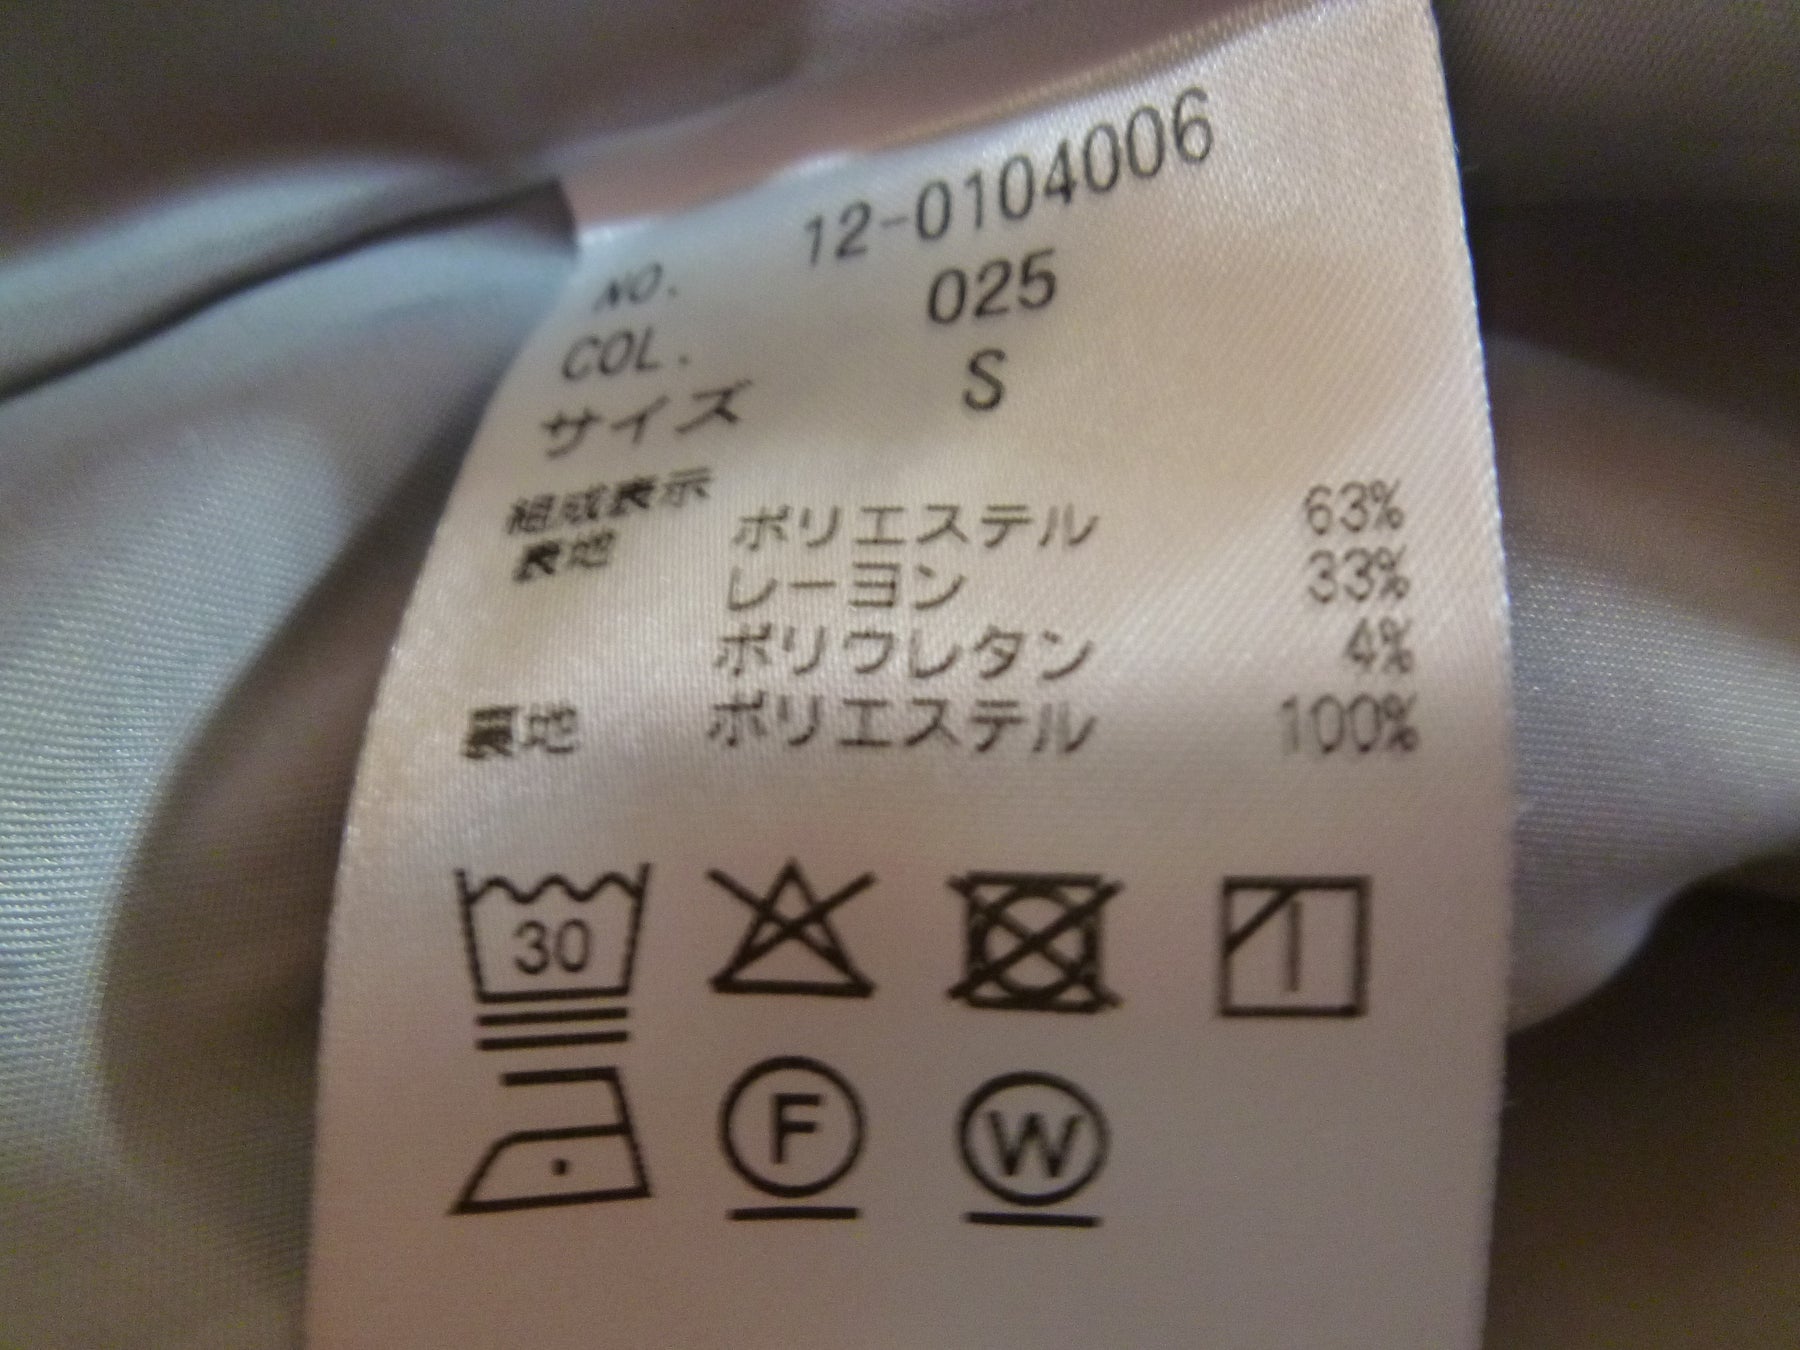 NO. 12-0104006
COL. 025
サイズ S
組成表示
表地 ポリエステル 63%
レーヨン 33%
ポリウレタン 4%
裏地 ポリエステル 100%
30
F W